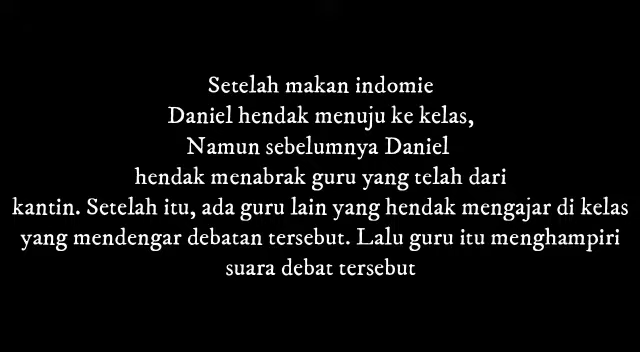 Setelah makan indomie
Daniel hendak menuju ke kelas,
Namun sebelumnya Daniel
hendak menabrak guru yang telah dari
kantin. Setelah itu, ada guru lain yang hendak mengajar di kelas
yang mendengar debatan tersebut. Lalu guru itu menghampiri
suara debat tersebut